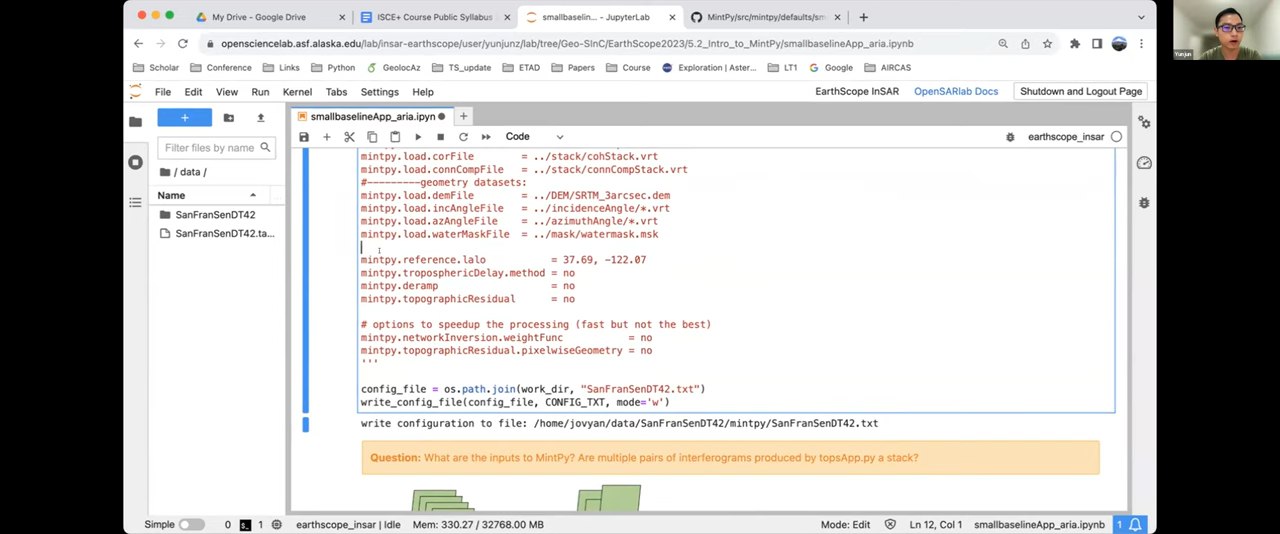 My Drive - Google Drive
ISCE+ Course Public Syllabus
smallbaselin... - JupyterLab
MintPy/src/mintpy/defaults/sm
opensciencelab.asf.alaska.edu/lab/insar-earthscope/user/yunjunz/lab/tree/Geo-SInC/EarthScope2023/5.2_Intro_to_MintPy/smallbaselineApp_aria.ipynb
Scholar Conference Links Python GeolocAz TS_update ETAD Papers Course Exploration | Aster... LT1 Google AIRCAS
File Edit View Run Kernel Tabs Settings Help
EarthScope InSAR OpenSARlab Docs Shutdown and Logout Page
Yunjun
smallbaselineApp_aria.ipyn
Code
earthscope_insar
Filter files by name
/ data /
Name
SanFranSenDT42
SanFranSenDT42.ta...
mintpy.load.corFile = ../stack/cohStack.vrt
mintpy.load.connCompFile = ../stack/connCompStack.vrt
#---------geometry datasets:
mintpy.load.demFile = ../DEM/SRTM_3arcsec.dem
mintpy.load.incAngleFile = ../incidenceAngle/*.vrt
mintpy.load.azAngleFile = ../azimuthAngle/*.vrt
mintpy.load.waterMaskFile = ../mask/watermask.msk
mintpy.reference.lalo = 37.69, -122.07
mintpy.troposphericDelay.method = no
mintpy.deramp = no
mintpy.topographicResidual = no
# options to speedup the processing (fast but not the best)
mintpy.networkInversion.weightFunc = no
mintpy.topographicResidual.pixelwiseGeometry = no
'''
config_file = os.path.join(work_dir, "SanFranSenDT42.txt")
write_config_file(config_file, CONFIG_TXT, mode='w')
write configuration to file: /home/jovyan/data/SanFranSenDT42/mintpy/SanFranSenDT42.txt
Question: What are the inputs to MintPy? Are multiple pairs of interferograms produced by topsApp.py a stack?
Simple 0 1 earthscope_insar | Idle Mem: 330.27 / 32768.00 MB Mode: Edit Ln 12, Col 1 smallbaselineApp_aria.ipynb 1